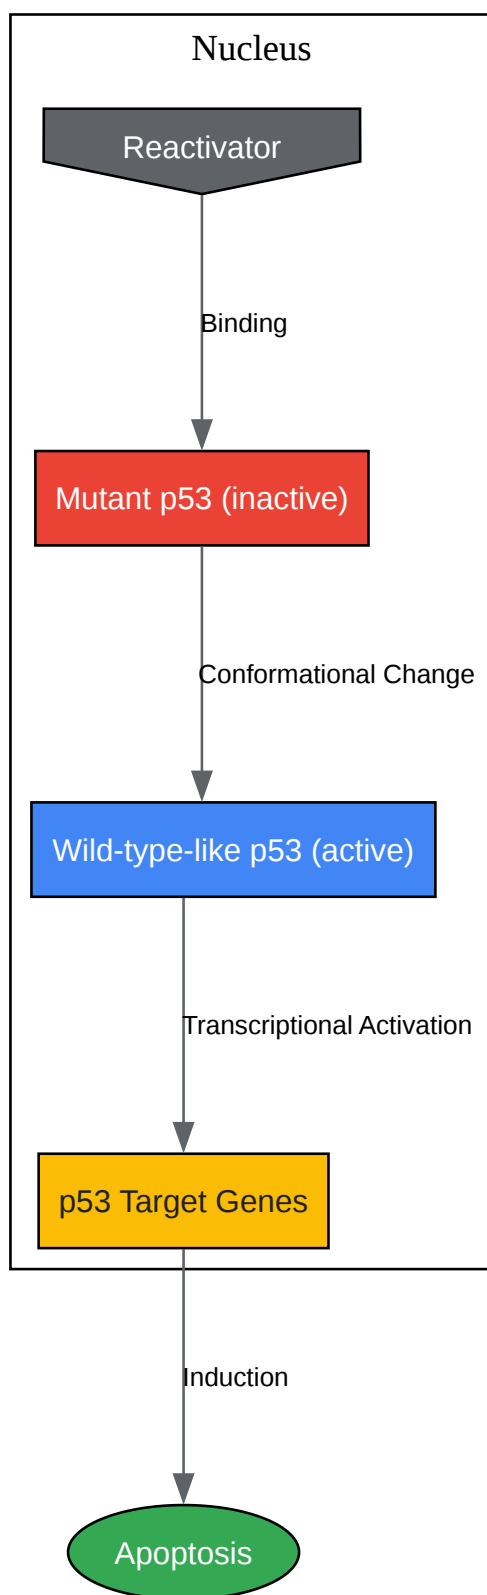 Nucleus
Reactivator
Binding
Mutant p53 (inactive)
Conformational Change
Wild-type-like p53 (active)
Transcriptional Activation
p53 Target Genes
Induction
Apoptosis